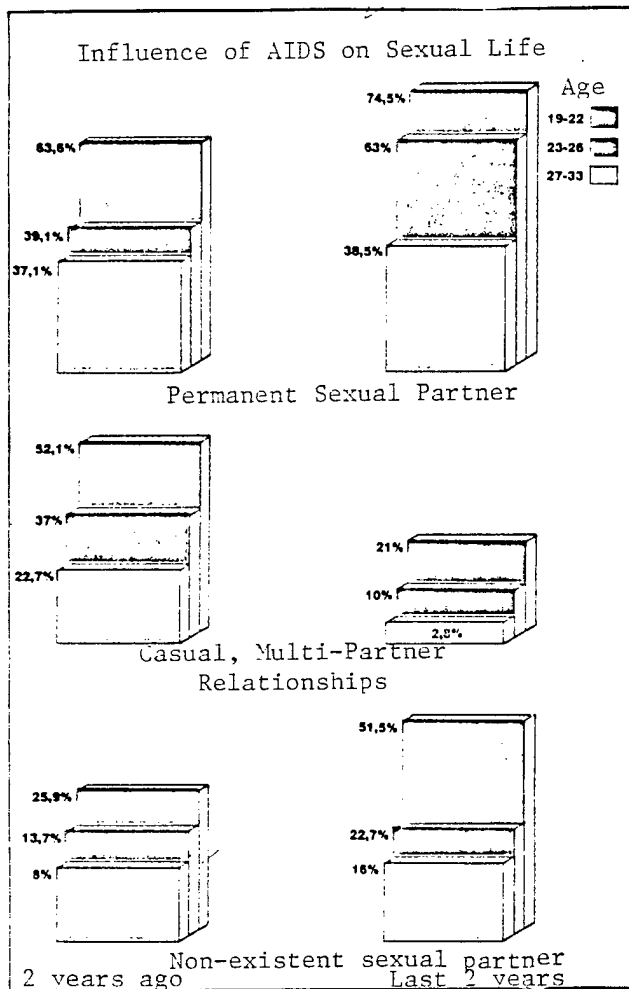 Influence of AIDS on Sexual Life
Age
19-22
23-26
27-33
63,6%
39,1%
37,1%
74,5%
63%
38,5%
Permanent Sexual Partner
52,1%
37%
22,7%
21%
10%
2,8%
Casual, Multi-Partner
Relationships
25,9%
13,7%
8%
51,5%
22,7%
16%
Non-existent sexual partner
2 years ago
Last 2 years